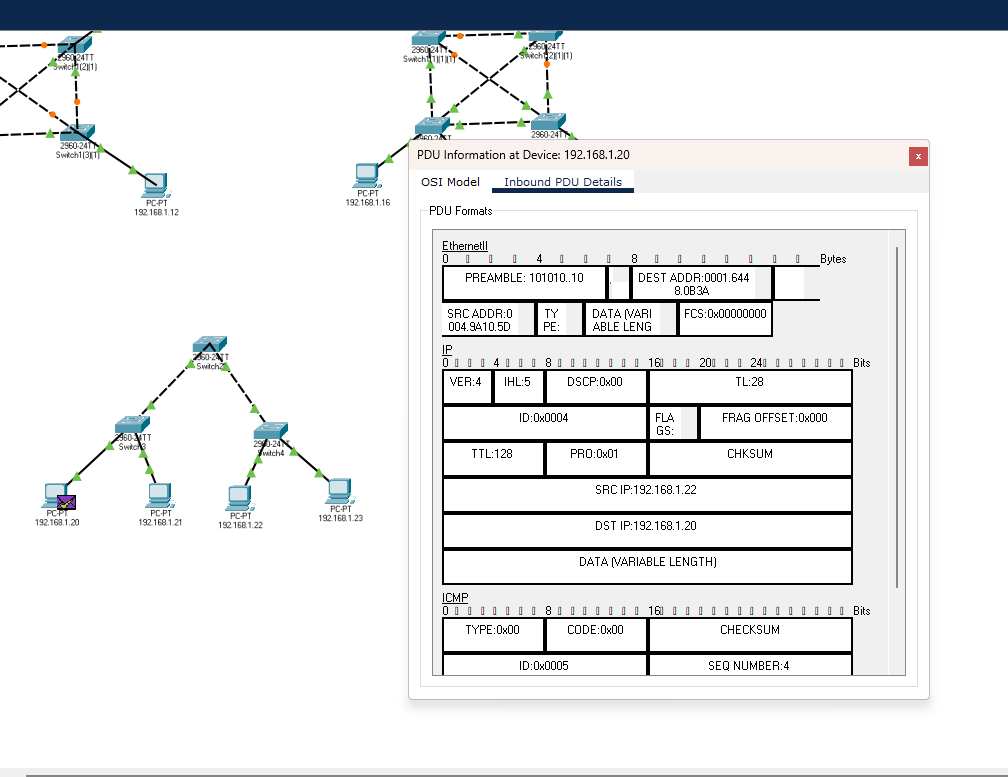 2960-24TT
Switch1(2)(1)
2960-24TT
Switch1(3)(1)
PC-PT
192.168.1.12
2960-24TT
Switch1(1)(1)(1)
2960-24TT
Switch1(2)(1)(1)
2960-24TT
2960-24TT
PC-PT
192.168.1.16
2960-24TT
Switch2
2960-24TT
Switch3
2960-24TT
Switch4
PC-PT
192.168.1.20
PC-PT
192.168.1.21
PC-PT
192.168.1.22
PC-PT
192.168.1.23
PDU Information at Device: 192.168.1.20
x
OSI Model Inbound PDU Details
PDU Formats
EthernetII
0 4 8 Bytes
PREAMBLE: 101010..10 DEST ADDR:0001.644
8.0B3A
SRC ADDR:0 TY DATA (VARI FCS:0x00000000
004.9A10.5D PE: ABLE LENG
IP
0 4 8 16 20 24 Bits
VER:4 IHL:5 DSCP:0x00 TL:28
ID:0x0004 FLA FRAG OFFSET:0x000
GS:
TTL:128 PRO:0x01 CHKSUM
SRC IP:192.168.1.22
DST IP:192.168.1.20
DATA (VARIABLE LENGTH)
ICMP
0 8 16 Bits
TYPE:0x00 CODE:0x00 CHECKSUM
ID:0x0005 SEQ NUMBER:4